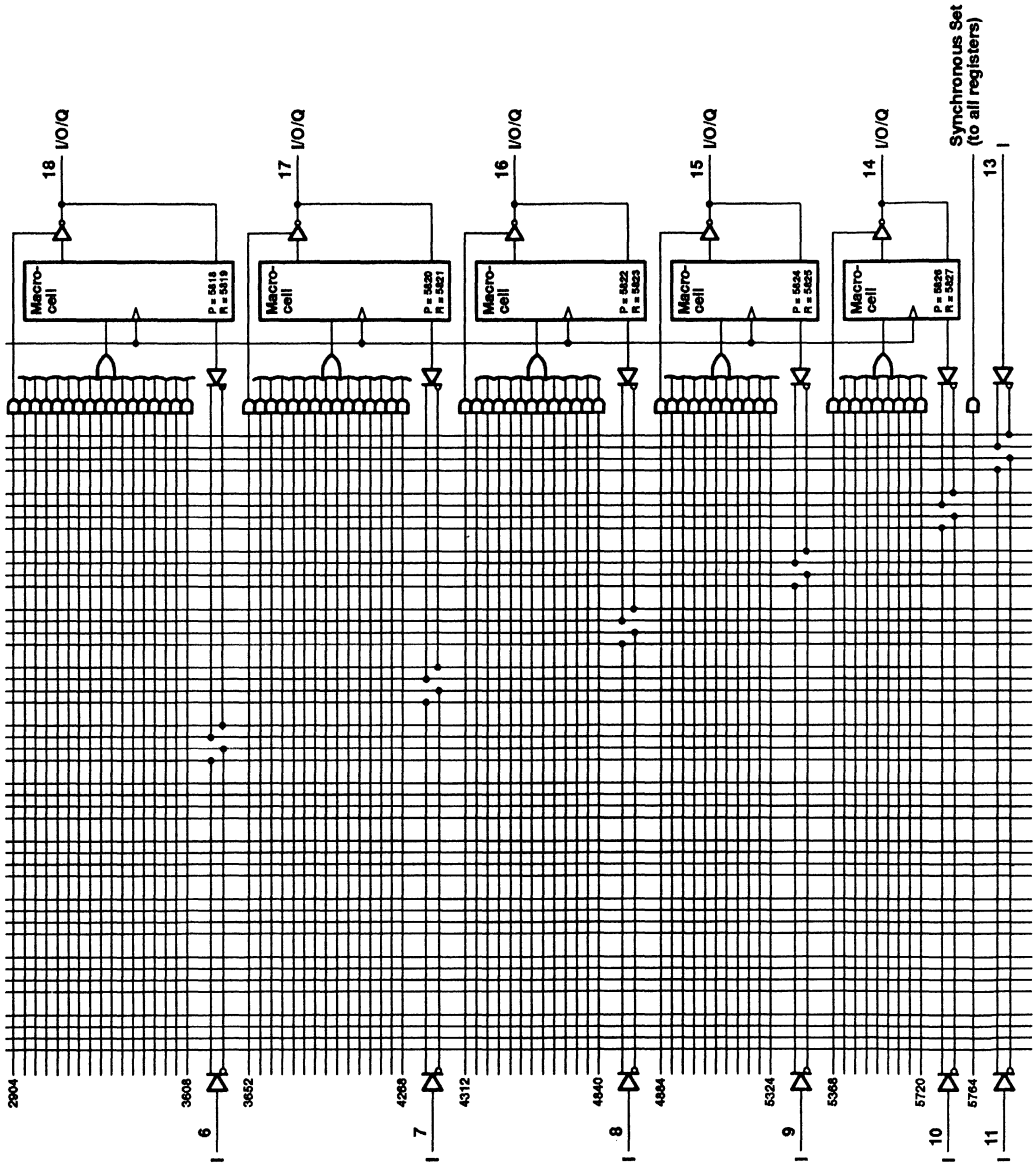 2904
Macro-
cell
18 I/O/Q
P = 5818
R = 5819
3608
I 6
3652
Macro-
cell
17 I/O/Q
P = 5820
R = 5821
4268
I 7
4312
Macro-
cell
16 I/O/Q
P = 5822
R = 5823
4840
I 8
4884
Macro-
cell
15 I/O/Q
P = 5824
R = 5825
5324
I 9
5368
Macro-
cell
14 I/O/Q
P = 5826
R = 5827
5720
I 10
5764
Synchronous Set
(to all registers)
I 11
13 I